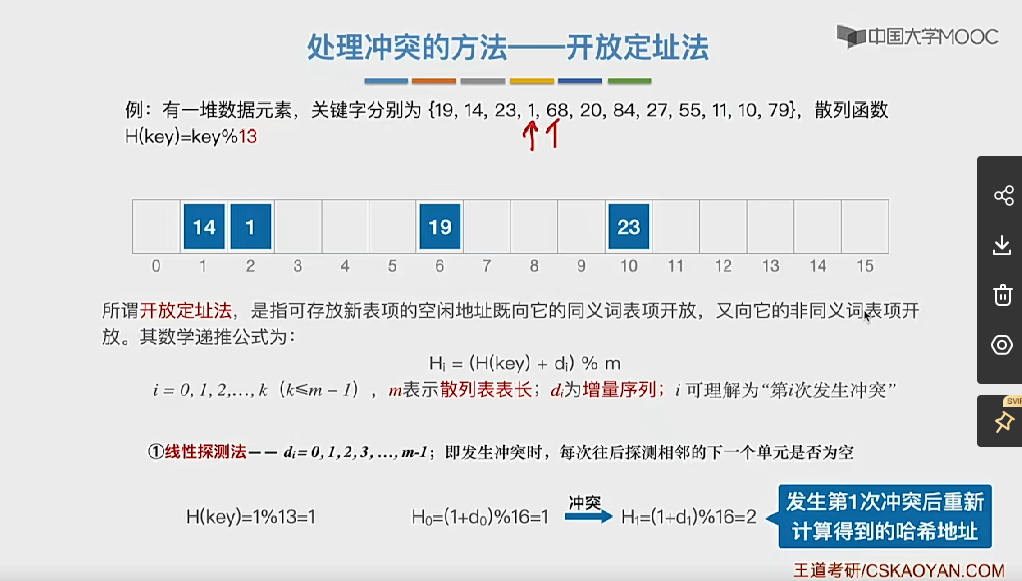 处理冲突的方法——开放定址法
中国大学MOOC
例：有一堆数据元素，关键字分别为 {19, 14, 23, 1, 68, 20, 84, 27, 55, 11, 10, 79}，散列函数
H(key)=key%13
14 1 19 23
0 1 2 3 4 5 6 7 8 9 10 11 12 13 14 15
所谓开放定址法，是指可存放新表项的空闲地址既向它的同义词表项开放，又向它的非同义词表项开
放。其数学递推公式为：
Hᵢ = (H(key) + dᵢ) % m
i = 0, 1, 2,…, k（k≤m – 1），m表示散列表表长；dᵢ为增量序列；i 可理解为“第i次发生冲突”
①线性探测法—— dᵢ = 0, 1, 2, 3, …, m-1；即发生冲突时，每次往后探测相邻的下一个单元是否为空
H(key)=1%13=1 H₀=(1+d₀)%16=1 冲突 H₁=(1+d₁)%16=2
发生第1次冲突后重新
计算得到的哈希地址
王道考研/CSKAOYAN.COM
SVIP